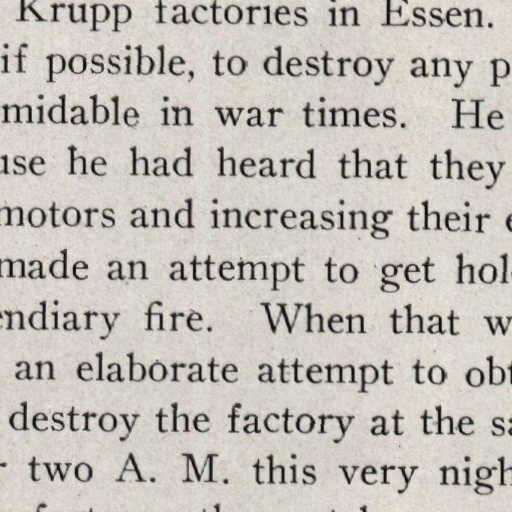 Krupp factories in Essen.
if possible, to destroy any p
midable in war times. He
use he had heard that they
motors and increasing their e
made an attempt to get hol
endiary fire. When that w
an elaborate attempt to obt
destroy the factory at the sa
two A. M. this very nigh